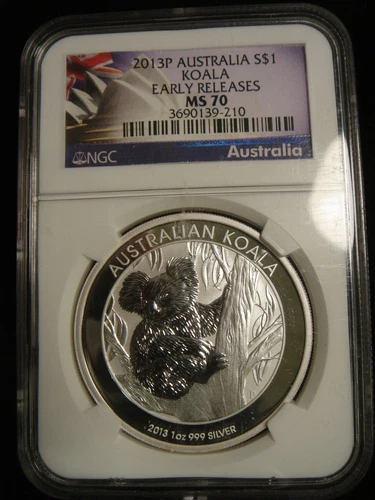 2013P AUSTRALIA S$1
KOALA
EARLY RELEASES
MS 70
3690139-210
NGC Australia
AUSTRALIAN KOALA
2013 1oz 999 SILVER